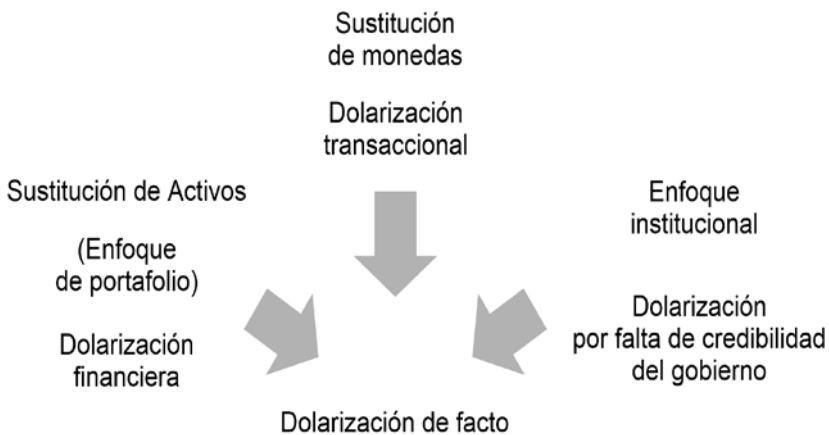 Sustitución
de monedas
Dolarización
transaccional
Sustitución de Activos
(Enfoque
de portafolio)
Dolarización
financiera
Enfoque
institucional
Dolarización
por falta de credibilidad
del gobierno
Dolarización de facto